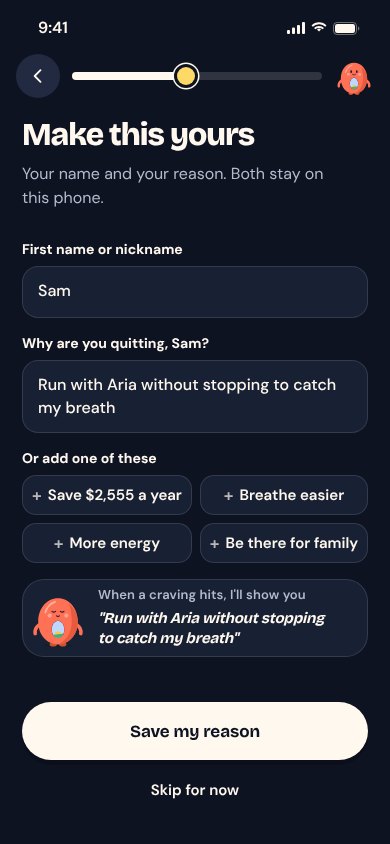 9:41
Make this yours
Your name and your reason. Both stay on
this phone.
First name or nickname
Sam
Why are you quitting, Sam?
Run with Aria without stopping to catch
my breath
Or add one of these
+ Save $2,555 a year
+ Breathe easier
+ More energy
+ Be there for family
When a craving hits, I'll show you
"Run with Aria without stopping
to catch my breath"
Save my reason
Skip for now